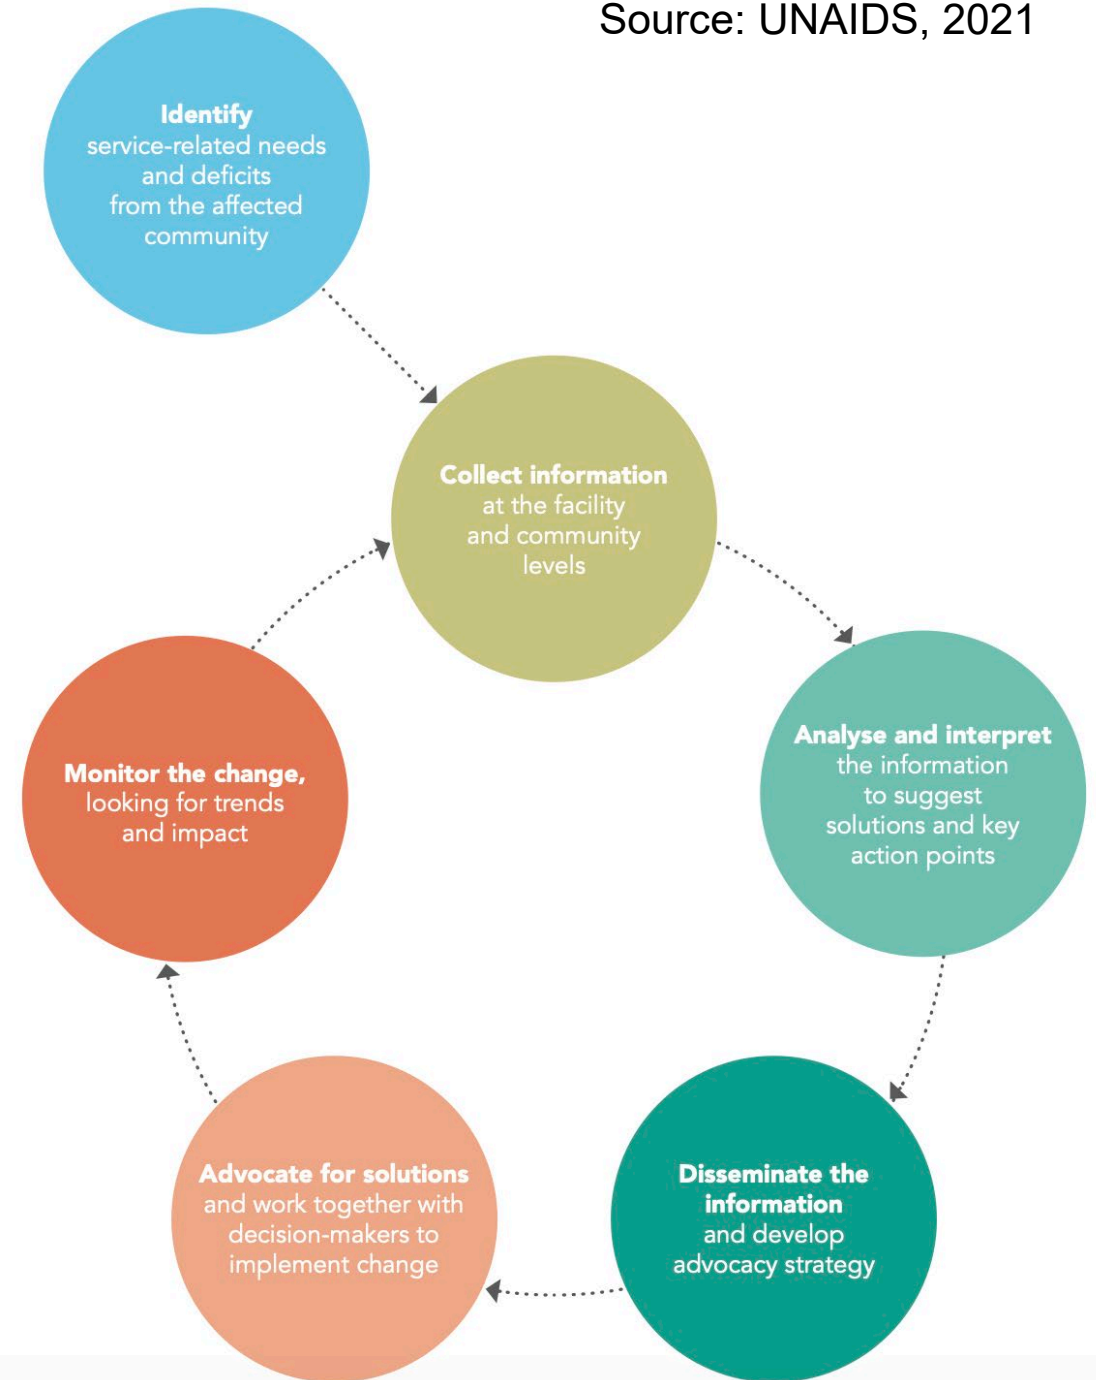 Source: UNAIDS, 2021
Identify
service-related needs
and deficits
from the affected
community
Collect information
at the facility
and community
levels
Analyse and interpret
the information
to suggest
solutions and key
action points
Disseminate the
information
and develop
advocacy strategy
Advocate for solutions
and work together with
decision-makers to
implement change
Monitor the change,
looking for trends
and impact